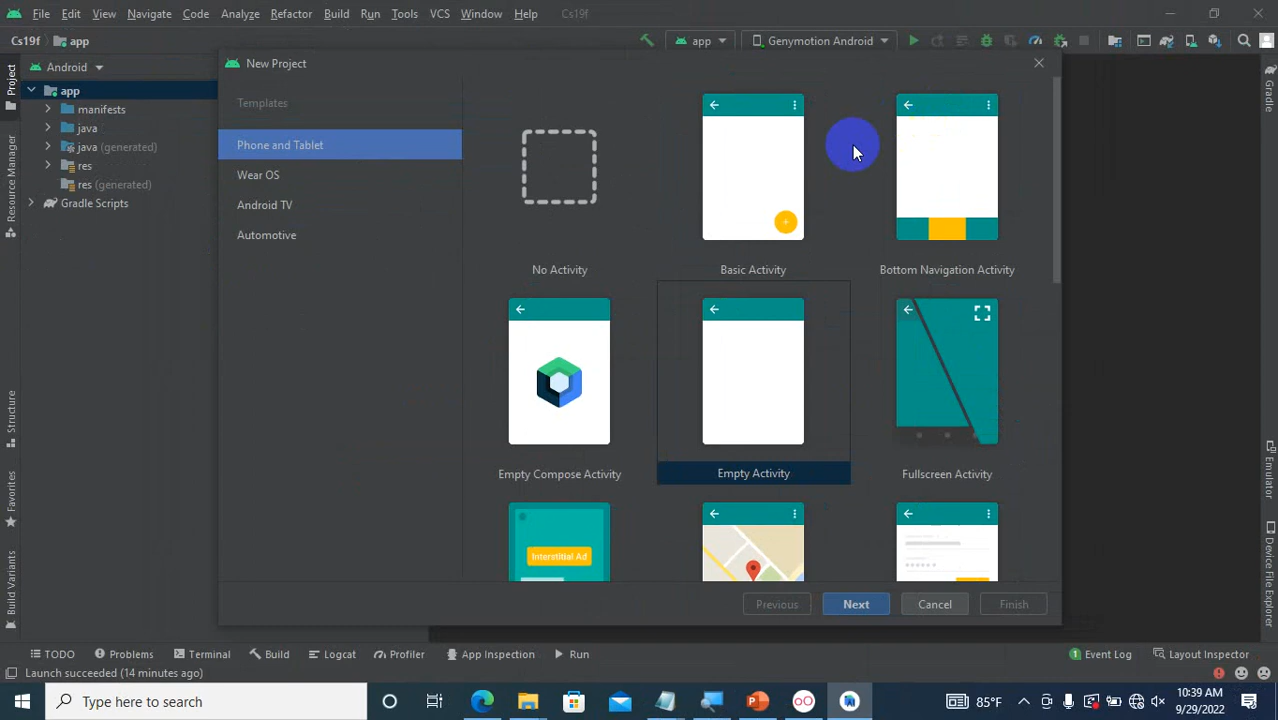 File Edit View Navigate Code Analyze Refactor Build Run Tools VCS Window Help Cs19f
Cs19f app
app Genymotion Android
Android
app
manifests
java
java (generated)
res
res (generated)
Gradle Scripts
Project
Resource Manager
Structure
Favorites
Build Variants
New Project
Templates
Phone and Tablet
Wear OS
Android TV
Automotive
No Activity
Basic Activity
Bottom Navigation Activity
Empty Compose Activity
Empty Activity
Fullscreen Activity
Interstitial Ad
Previous Next Cancel Finish
Gradle
Emulator
Device File Explorer
TODO Problems Terminal Build Logcat Profiler App Inspection Run 1 Event Log Layout Inspector
Launch succeeded (14 minutes ago)
Type here to search
85°F
10:39 AM
9/29/2022